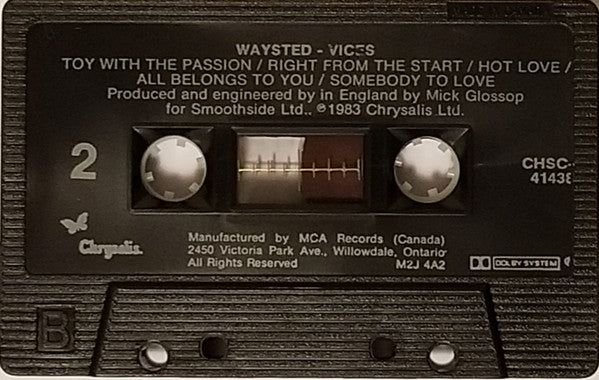 WAYSTED - VICES
TOY WITH THE PASSION / RIGHT FROM THE START / HOT LOVE /
ALL BELONGS TO YOU / SOMEBODY TO LOVE
Produced and engineered by in England by Mick Glossop
for Smoothside Ltd., ℗1983 Chrysalis Ltd.
2
CHSC-
41438
Chrysalis.
Manufactured by MCA Records (Canada)
2450 Victoria Park Ave., Willowdale, Ontario
All Rights Reserved M2J 4A2
DOLBY SYSTEM
B